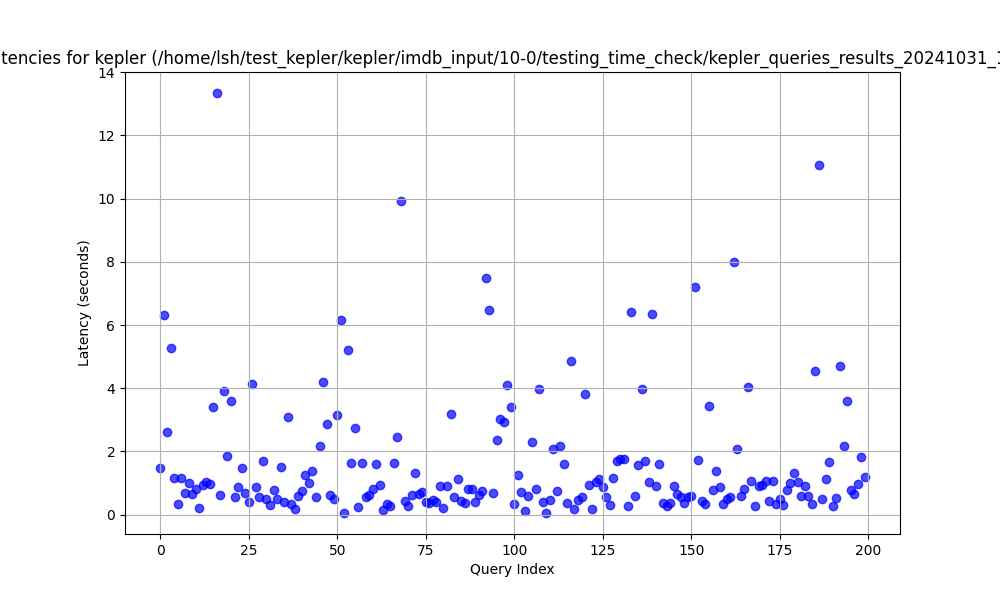 tencies for kepler (/home/lsh/test_kepler/kepler/imdb_input/10-0/testing_time_check/kepler_queries_results_20241031_1
14
12
10
8
6
4
2
0
Latency (seconds)
0 25 50 75 100 125 150 175 200
Query Index